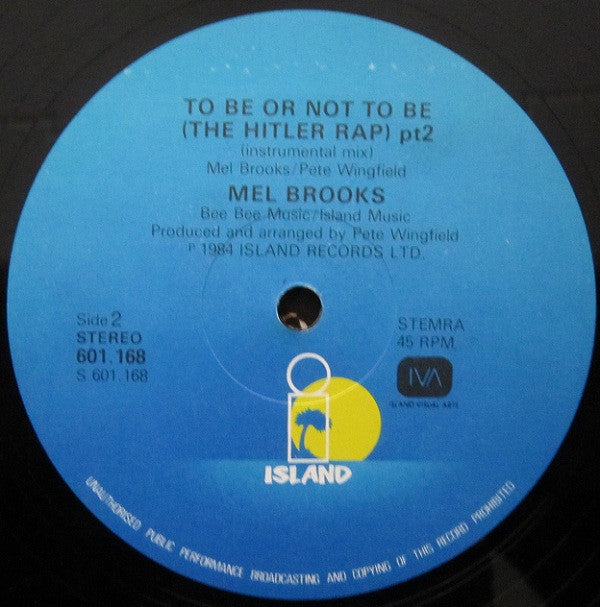 TO BE OR NOT TO BE
(THE HITLER RAP) pt2
(instrumental mix)
Mel Brooks/Pete Wingfield
MEL BROOKS
Bee Bee Music/Island Music
Produced and arranged by Pete Wingfield
℗ 1984 ISLAND RECORDS LTD.
Side 2
STEREO
601.168
S 601.168
STEMRA
45 RPM
IVA
ISLAND VISUAL ARTS
ISLAND
UNAUTHORISED PUBLIC PERFORMANCE BROADCASTING AND COPYING OF THIS RECORD PROHIBITED